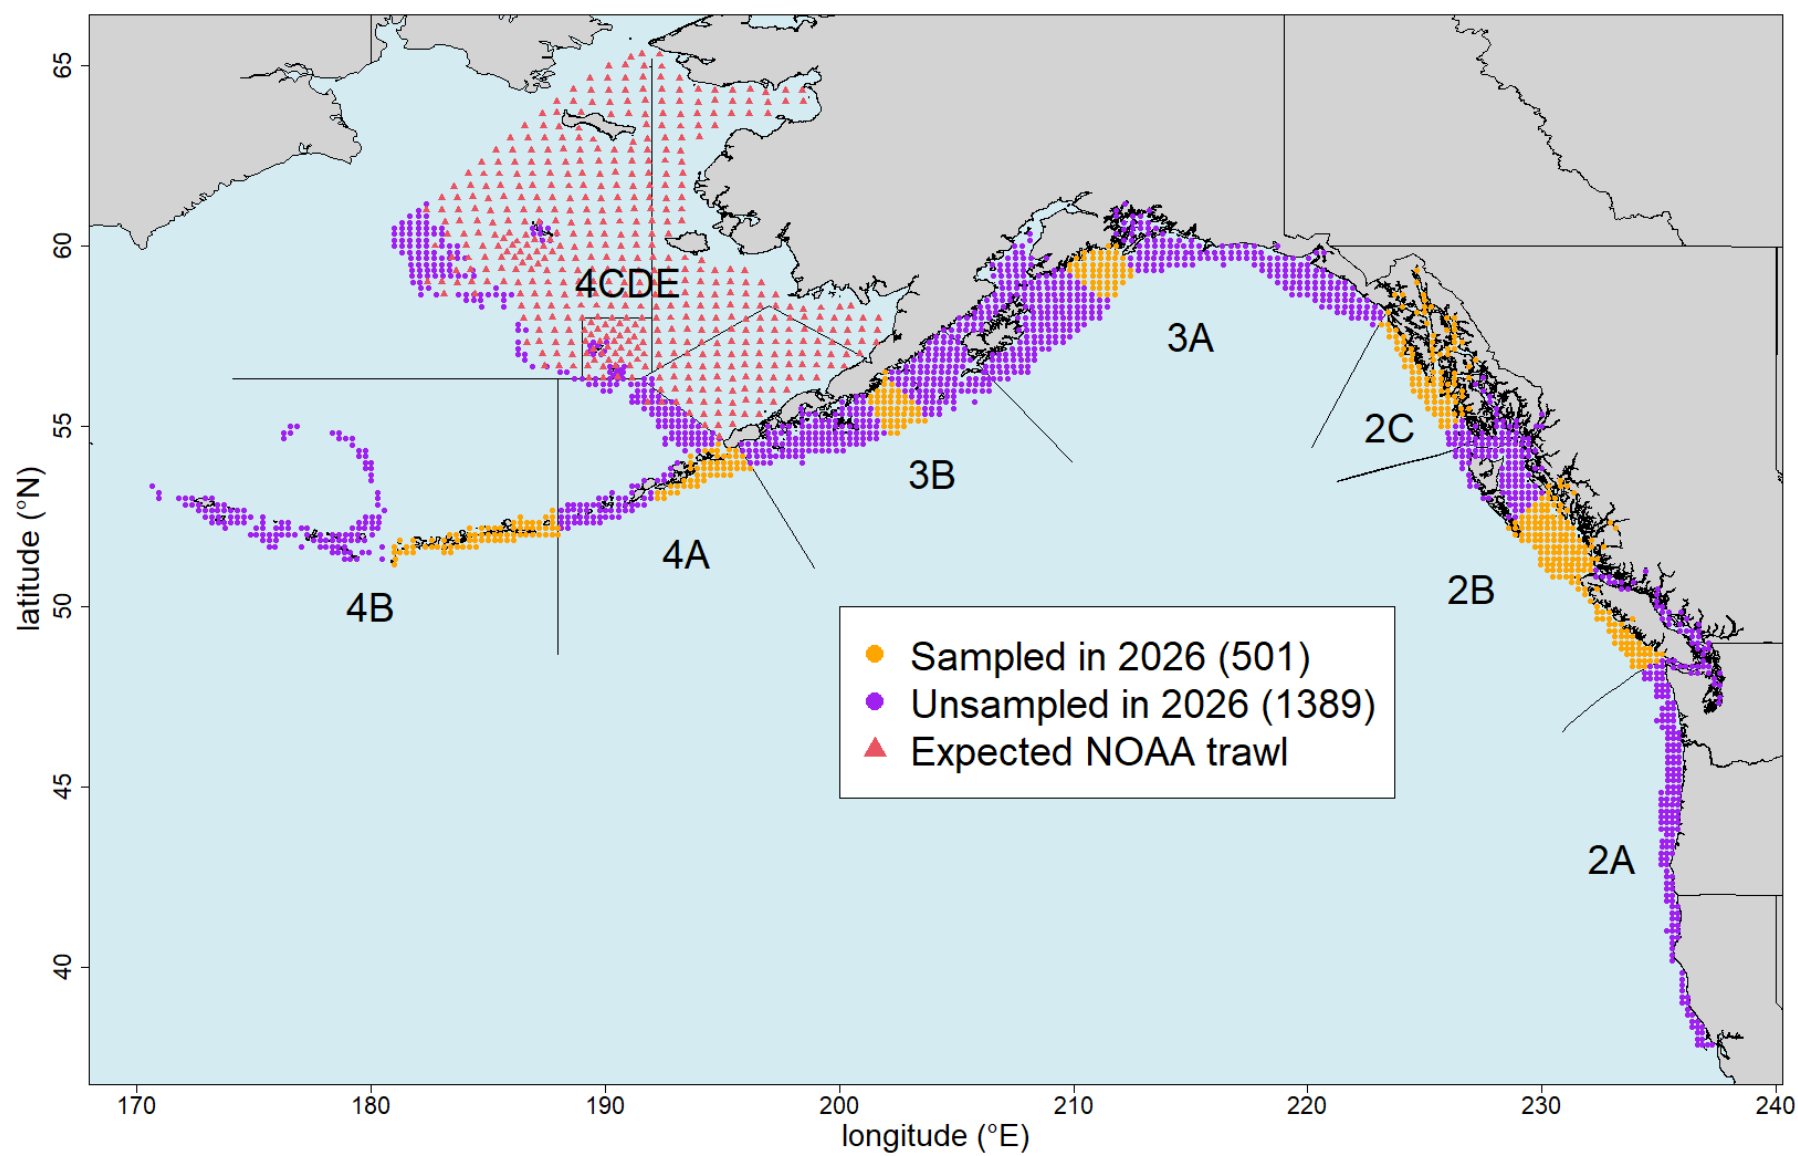 65
60
55
50
45
40
latitude (°N)
4CDE
3A
2C
3B
4A
2B
4B
2A
Sampled in 2026 (501)
Unsampled in 2026 (1389)
Expected NOAA trawl
170 180 190 200 210 220 230 240
longitude (°E)